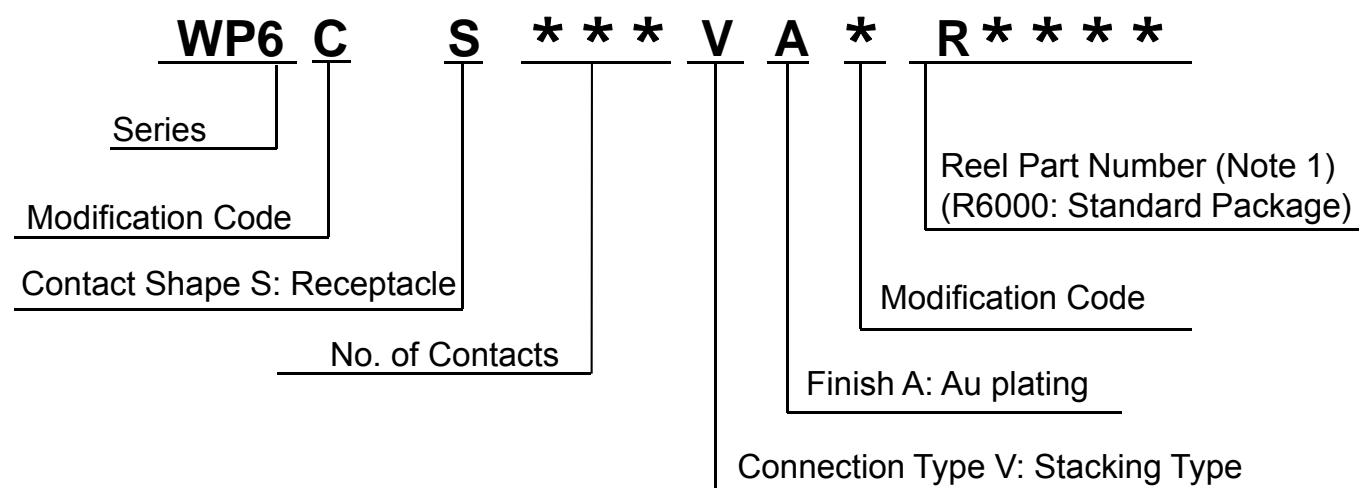 WP6 C S * * * V A * R * * * *
Series
Reel Part Number (Note 1)
(R6000: Standard Package)
Modification Code
Contact Shape S: Receptacle
Modification Code
No. of Contacts
Finish A: Au plating
Connection Type V: Stacking Type